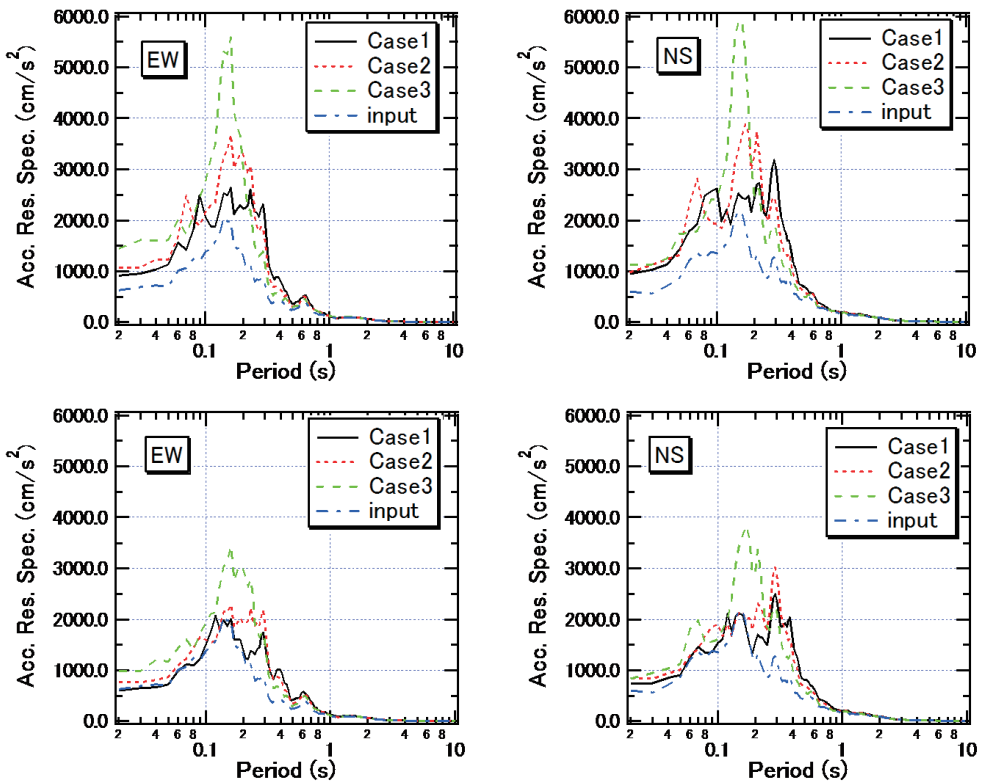 6000.0
5000.0
4000.0
3000.0
2000.0
1000.0
0.0
Acc. Res. Spec. (cm/s²)
EW
Case1
Case2
Case3
input
2 4 6 8 0.1 2 4 6 8 1 2 4 6 8 10
Period (s)
6000.0
5000.0
4000.0
3000.0
2000.0
1000.0
0.0
Acc. Res. Spec. (cm/s²)
NS
Case1
Case2
Case3
input
2 4 6 8 0.1 2 4 6 8 1 2 4 6 8 10
Period (s)
6000.0
5000.0
4000.0
3000.0
2000.0
1000.0
0.0
Acc. Res. Spec. (cm/s²)
EW
Case1
Case2
Case3
input
2 4 6 8 0.1 2 4 6 8 1 2 4 6 8 10
Period (s)
6000.0
5000.0
4000.0
3000.0
2000.0
1000.0
0.0
Acc. Res. Spec. (cm/s²)
NS
Case1
Case2
Case3
input
2 4 6 8 0.1 2 4 6 8 1 2 4 6 8 10
Period (s)